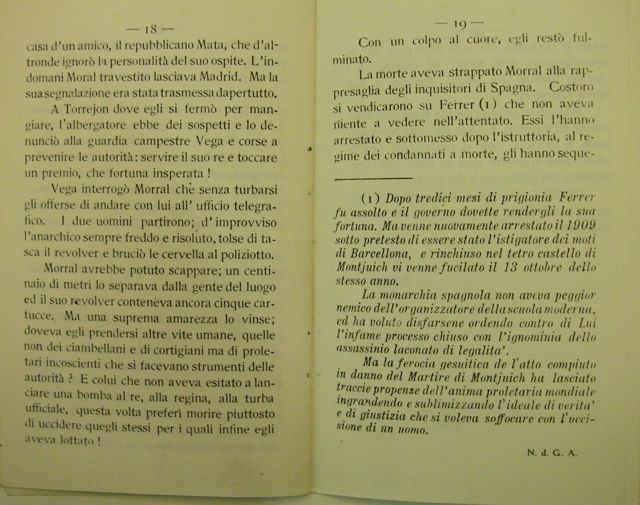 — 18 —
casa d'un amico, il repubblicano Mata, che d'al-
tronde ignorò la personalità del suo ospite. L'in-
domani Moral travestito lasciava Madrid. Ma la
sua segnalazione era stata trasmessa dapertutto.
A Torrejon dove egli si fermò per man-
giare, l'albergatore ebbe dei sospetti e lo de-
nunciò alla guardia campestre Vega e corse a
prevenire le autorità: servire il suo re e toccare
un premio, che fortuna insperata !
Vega interrogò Morral che senza turbarsi
gli offerse di andare con lui all' ufficio telegra-
fico. I due uomini partirono; d'improvviso
l'anarchico sempre freddo e risoluto, tolse di ta-
sca il revolver e bruciò le cervella al poliziotto.
Morral avrebbe potuto scappare; un centi-
naio di metri lo separava dalla gente del luogo
ed il suo revolver conteneva ancora cinque car-
tucce. Ma una suprema amarezza lo vinse;
doveva egli prendersi altre vite umane, quelle
non dei ciambellani e di cortigiani ma di prole-
tari incoscienti che si facevano strumenti delle
autorità ? E colui che non aveva esitato a lan-
ciare una bomba al re, alla regina, alla turba
ufficiale, questa volta preferì morire piuttosto
di uccidere quegli stessi per i quali infine egli
aveva lottato !
— 19 —
Con un colpo al cuore, egli restò ful-
minato.
La morte aveva strappato Morral alla rap-
presaglia degli inquisitori di Spagna. Costoro
si vendicarono su Ferrer (1) che non aveva
niente a vedere nell'attentato. Essi l'hanno
arrestato e sottomesso dopo l'istruttoria, al re-
gime dei condannati a morte, gli hanno seque-
(1) Dopo tredici mesi di prigionia Ferrer
fu assolto e il governo dovette rendergli la sua
fortuna. Ma venne nuovamente arrestato il 1909
sotto pretesto di essere stato l'istigatore dei moti
di Barcellona, e rinchiuso nel tetro castello di
Montjuich vi venne fucilato il 13 ottobre dello
stesso anno.
La monarchia spagnola non aveva peggior
nemico dell'organizzatore della scuola moderna,
ed ha voluto disfarsene ordendo contro di Lui
l'infame processo chiuso con l'ignominia dello
assassinio laconato di legalita'.
Ma la ferocia gesuitica de l'atto compiuto
in danno del Martire di Montjuich ha lasciato
traccie propense dell'anima proletaria mondiale
ingrandendo e sublimizzando l'ideale di verita'
e di giustizia che si voleva soffocare con l'ucci-
sione di un uomo.
N. d. G. A.